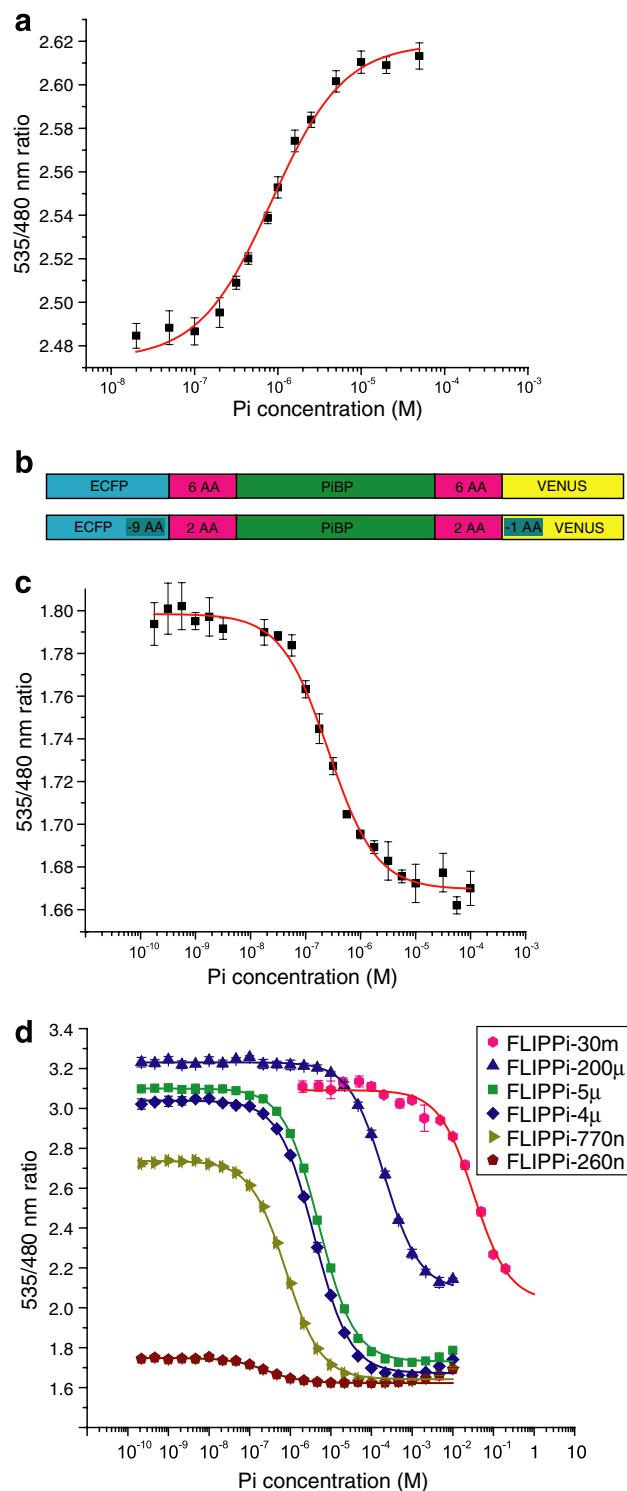 a
2.62
2.60
2.58
2.56
2.54
2.52
2.50
2.48
535/480 nm ratio
10⁻⁸ 10⁻⁷ 10⁻⁶ 10⁻⁵ 10⁻⁴ 10⁻³
Pi concentration (M)
b
ECFP 6 AA PiBP 6 AA VENUS
ECFP -9 AA 2 AA PiBP 2 AA -1 AA VENUS
c
1.80
1.78
1.76
1.74
1.72
1.70
1.68
1.66
535/480 nm ratio
10⁻¹⁰ 10⁻⁹ 10⁻⁸ 10⁻⁷ 10⁻⁶ 10⁻⁵ 10⁻⁴ 10⁻³
Pi concentration (M)
d
3.4
3.2
3.0
2.8
2.6
2.4
2.2
2.0
1.8
1.6
535/480 nm ratio
FLIPPi-30m
FLIPPi-200μ
FLIPPi-5μ
FLIPPi-4μ
FLIPPi-770n
FLIPPi-260n
10⁻¹⁰ 10⁻⁹ 10⁻⁸ 10⁻⁷ 10⁻⁶ 10⁻⁵ 10⁻⁴ 10⁻³ 10⁻² 10⁻¹ 1 10
Pi concentration (M)